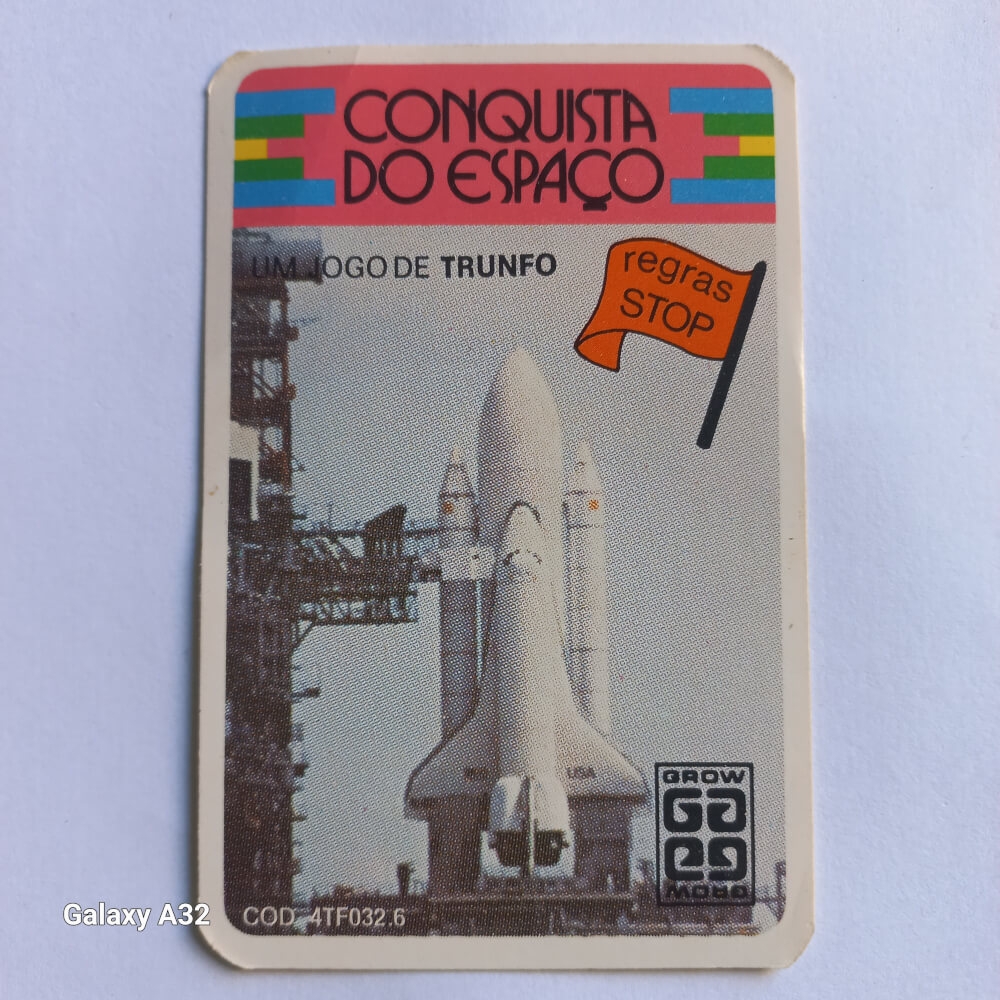 CONQUISTA
DO ESPAÇO
UM JOGO DE TRUNFO
regras
STOP
USA
GROW
GROW
COD. 4TF032.6
Galaxy A32